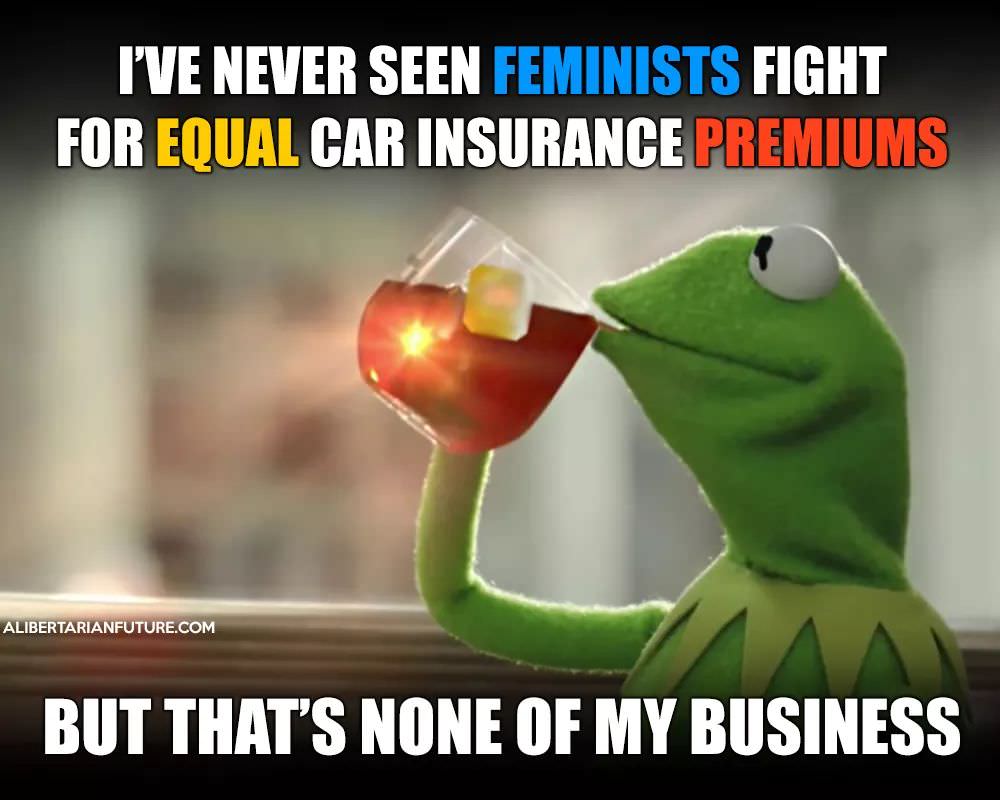 I'VE NEVER SEEN FEMINISTS FIGHT
FOR EQUAL CAR INSURANCE PREMIUMS
ALIBERTARIANFUTURE.COM
BUT THAT'S NONE OF MY BUSINESS